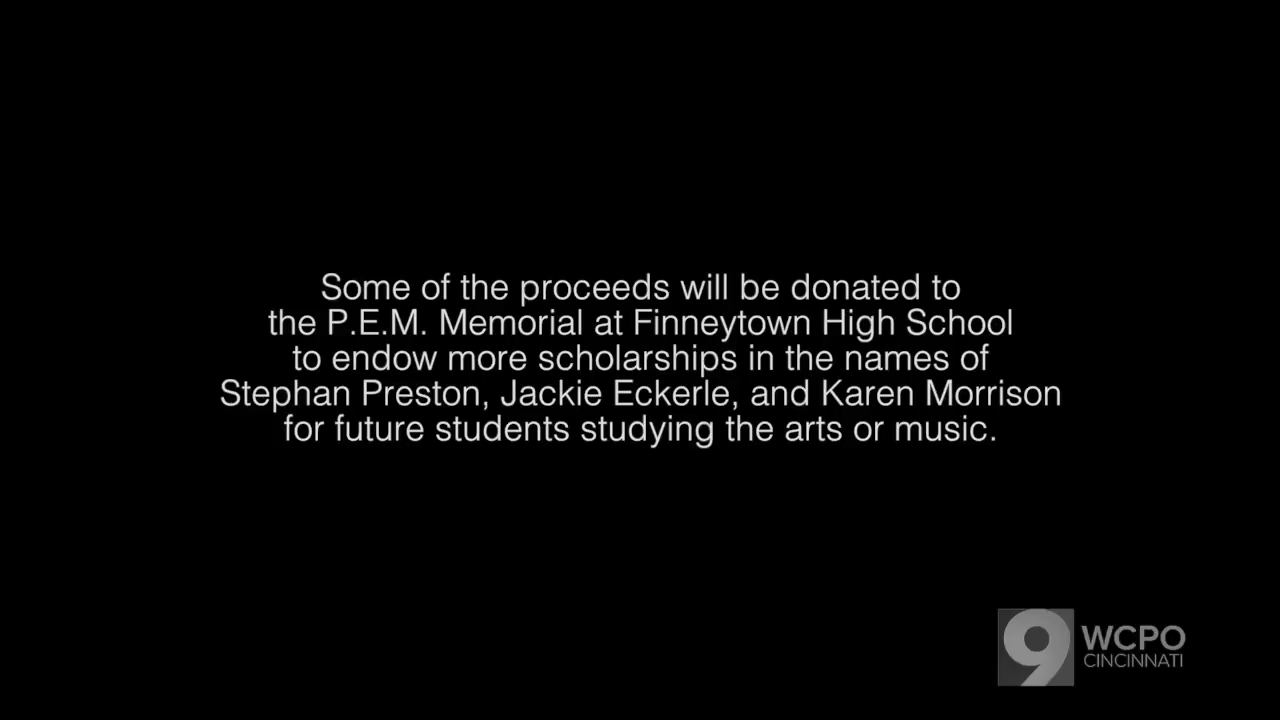 Some of the proceeds will be donated to
the P.E.M. Memorial at Finneytown High School
to endow more scholarships in the names of
Stephan Preston, Jackie Eckerle, and Karen Morrison
for future students studying the arts or music.
9 WCPO
CINCINNATI